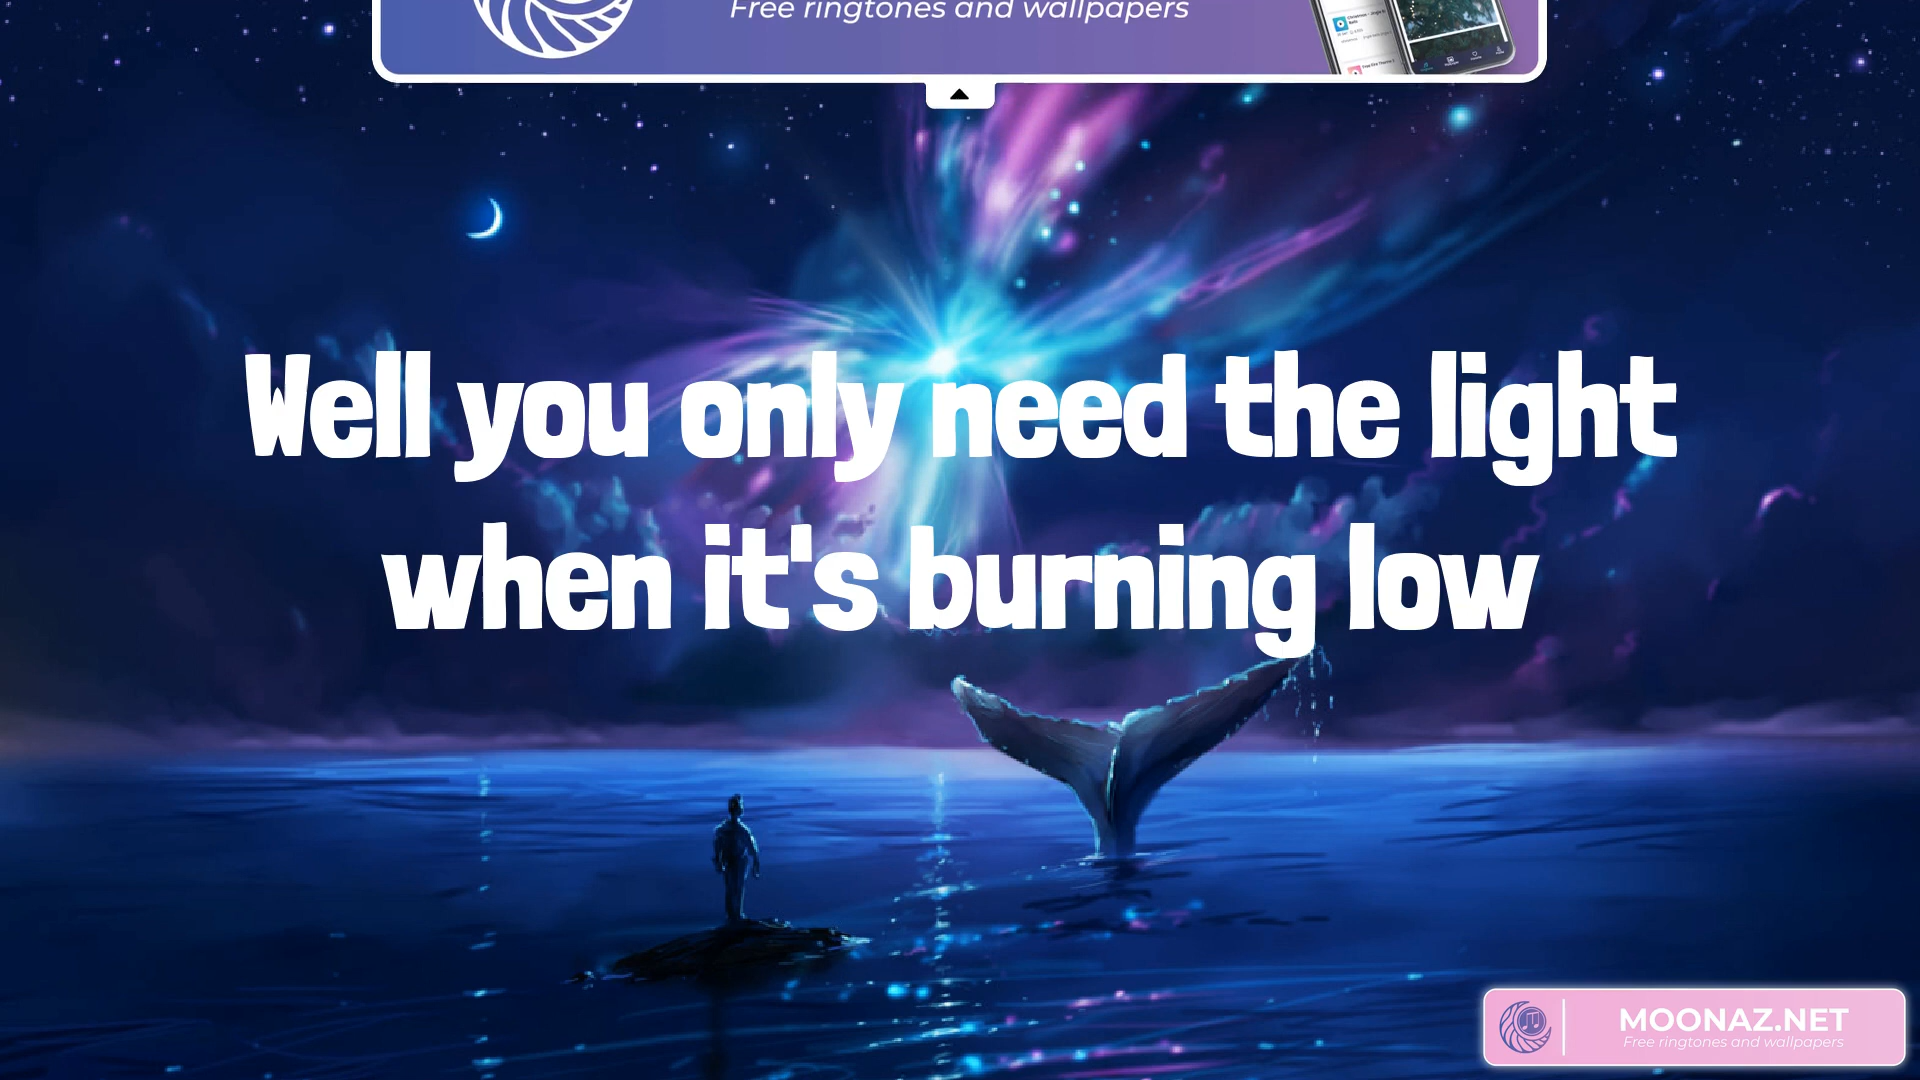 Free ringtones and wallpapers
Well you only need the light
when it's burning low
MOONAZ.NET
Free ringtones and wallpapers